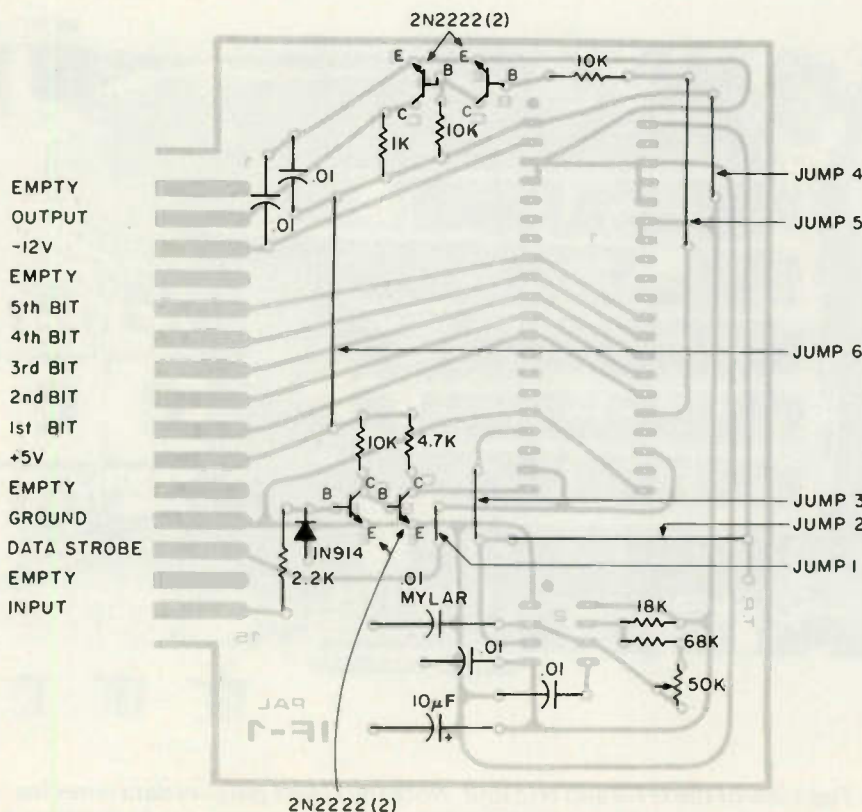 2N2222(2)
E
E
B
B
C
C
10K
1K
10K
.01
.01
EMPTY
OUTPUT
-12V
EMPTY
5th BIT
4th BIT
3rd BIT
2nd BIT
1st BIT
+5V
EMPTY
GROUND
DATA STROBE
EMPTY
INPUT
JUMP 4
JUMP 5
JUMP 6
JUMP 3
JUMP 2
JUMP 1
10K
4.7K
C
C
B
B
E
E
1N914
2.2K
.01
MYLAR
.01
.01
10µF
+
18K
68K
50K
15
T.R
PAL
IF-1
2N2222(2)